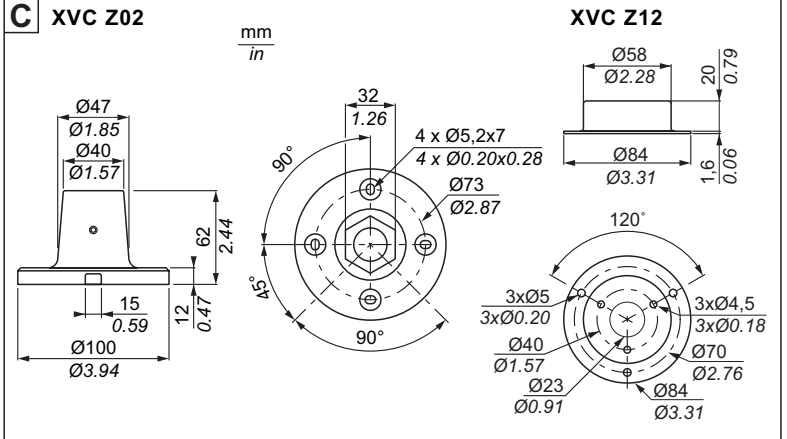 C XVC Z02
mm
in
XVC Z12
Ø47
Ø1.85
Ø40
Ø1.57
62
2.44
15
0.59
12
0.47
Ø100
Ø3.94
32
1.26
90°
4 x Ø5,2x7
4 x Ø0.20x0.28
Ø73
Ø2.87
45°
90°
Ø58
Ø2.28
20
0.79
Ø84
Ø3.31
1,6
0.06
120°
3xØ5
3xØ0.20
3xØ4,5
3xØ0.18
Ø40
Ø1.57
Ø70
Ø2.76
Ø23
Ø0.91
Ø84
Ø3.31